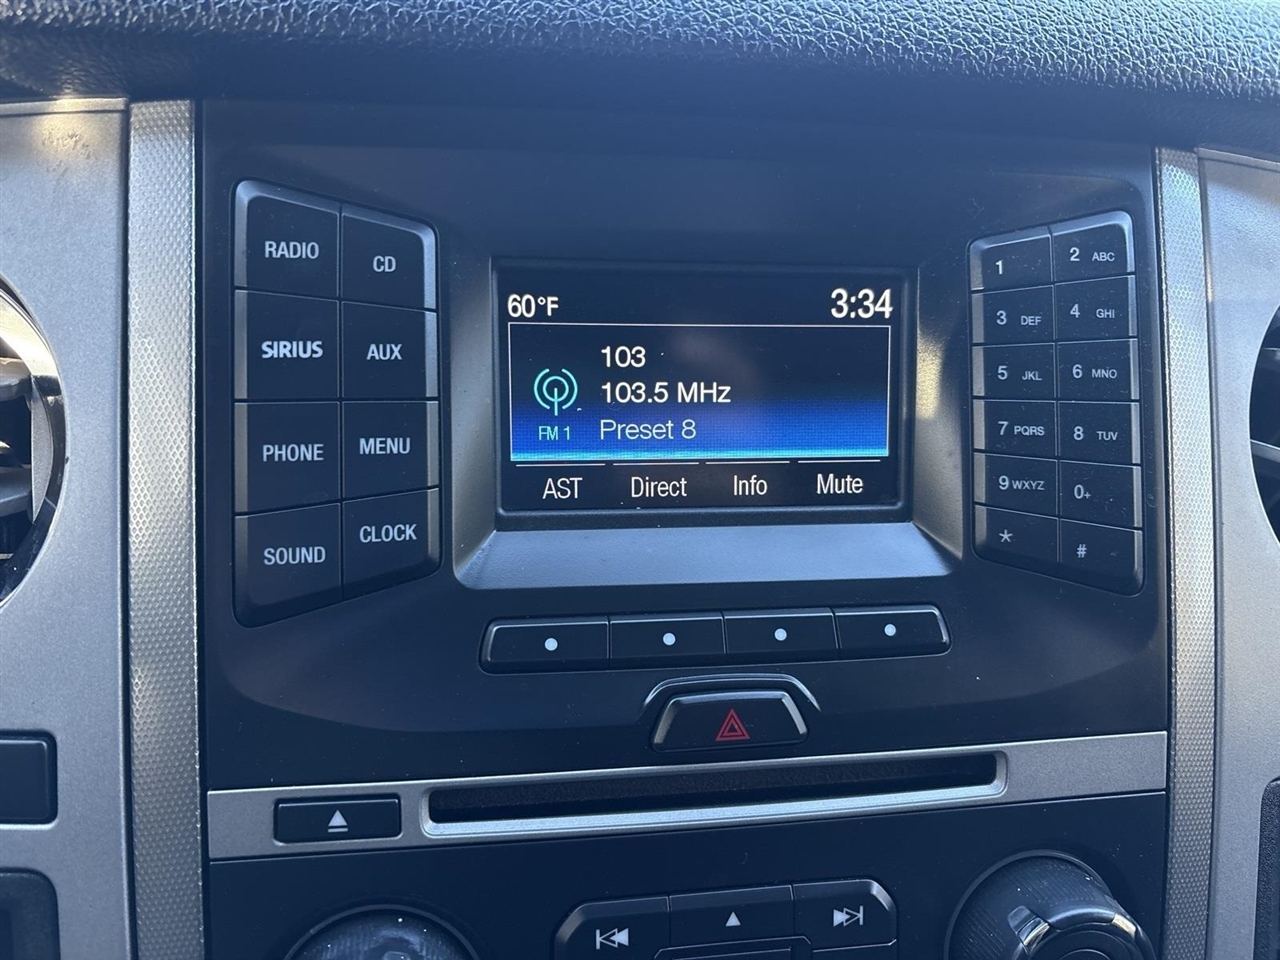 RADIO
CD
SIRIUS
AUX
PHONE
MENU
SOUND
CLOCK
60°F
3:34
103
103.5 MHz
FM 1
Preset 8
AST Direct Info Mute
1
2 ABC
3 DEF
4 GHI
5 JKL
6 MNO
7 PQRS
8 TUV
9 WXYZ
0+
*
#